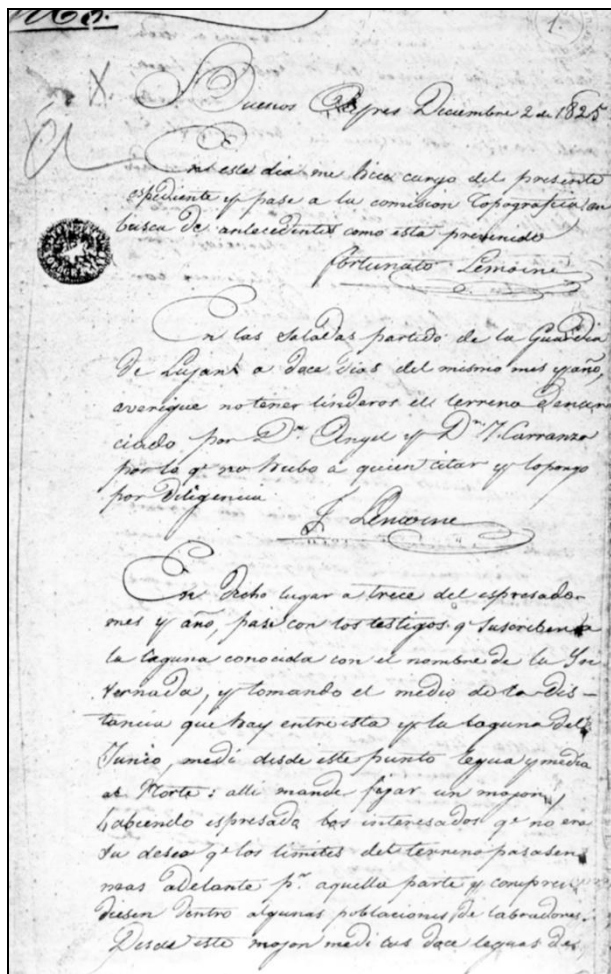 1.
Buenos Ayres Diciembre 2 de 1825
En este dia me hice cargo del presente
espediente y pase a la comision Topografica en
busca de antecedentes como esta prevenido
Fortunato Lemoine
En las Saladas partido de la Guardia
de Lujan a doce dias del mismo mes y año,
averigue no tener linderos el terreno denun
ciado por Dn. Angel y Dn. J. Carranza
por lo qe. no hubo a quien citar y lo pongo
por diligencia
F. Lemoine
En dicho lugar a trece del espresado
mes y año, pase con los testigos q. suscriben a
la laguna conocida con el nombre de la In
vernada, y tomando el medio de la dis-
tancia que hay entre esta y la laguna del
Junco, medi desde este punto legua y media
al Norte: alli mande fijar un mojon,
habiendo espresado los interesados qe. no era
su deseo qe. los limites del terreno pasasen
mas adelante pr. aquella parte y compren
diesen dentro algunas poblaciones de labradores.
Desde este mojon medi las doce leguas des